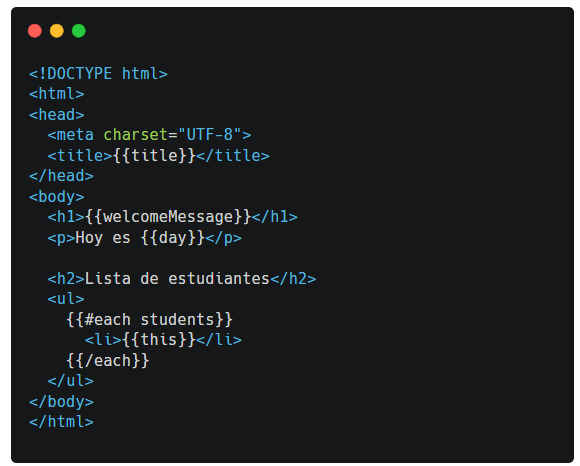 <!DOCTYPE html>
<html>
<head>
  <meta charset="UTF-8">
  <title>{{title}}</title>
</head>
<body>
  <h1>{{welcomeMessage}}</h1>
  <p>Hoy es {{day}}</p>

  <h2>Lista de estudiantes</h2>
  <ul>
    {{#each students}}
      <li>{{this}}</li>
    {{/each}}
  </ul>
</body>
</html>